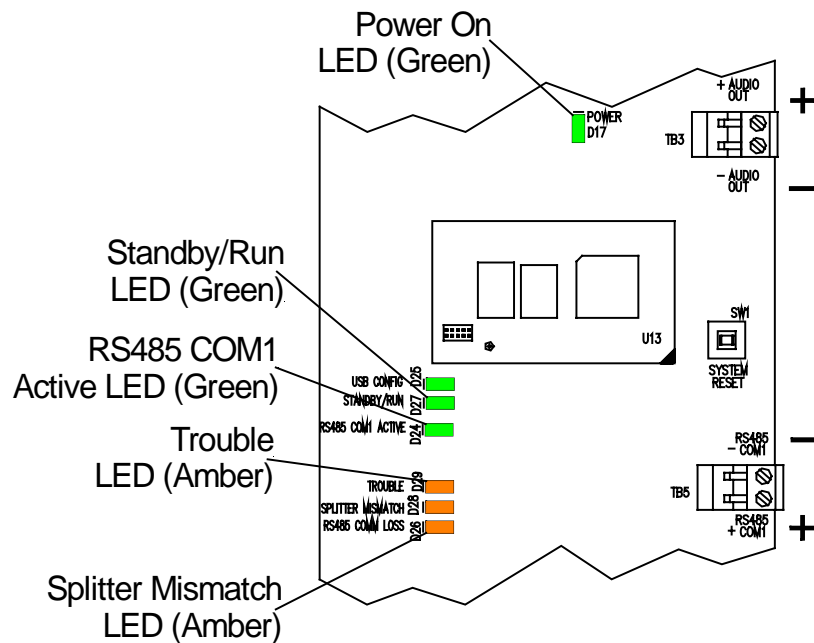 Power On
LED (Green)
POWER
D17
+ AUDIO
OUT
TB3
- AUDIO
OUT
+
−
Standby/Run
LED (Green)
U13
SW1
SYSTEM
RESET
RS485 COM1
Active LED (Green)
USB CONFIG
D25
STANDBY/RUN
D27
RS485 COM1 ACTIVE
D24
Trouble
LED (Amber)
TROUBLE
D29
SPLITTER MISMATCH
D28
RS485 COMM LOSS
D26
RS485
- COM1
−
TB5
RS485
+ COM1
+
Splitter Mismatch
LED (Amber)